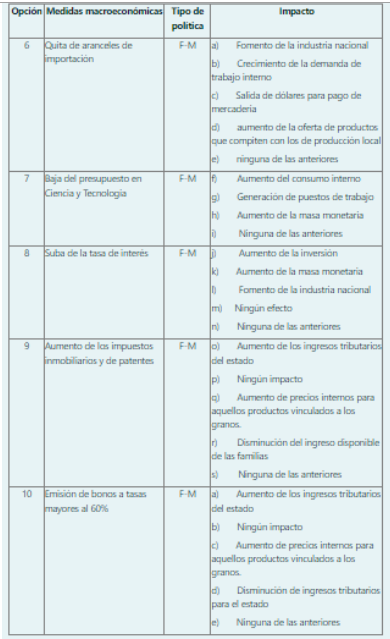 Opción Medidas macroeconómicas Tipo de política Impacto
6 Quita de aranceles de importación F-M a) Fomento de la industria nacional
b) Crecimiento de la demanda de trabajo interno
c) Salida de dólares para pago de mercadería
d) aumento de la oferta de productos que compiten con los de producción local
e) ninguna de las anteriores
7 Baja del presupuesto en Ciencia y Tecnología F-M f) Aumento del consumo interno
g) Generación de puestos de trabajo
h) Aumento de la masa monetaria
i) Ninguna de las anteriores
8 Suba de la tasa de interés F-M j) Aumento de la inversión
k) Aumento de la masa monetaria
l) Fomento de la industria nacional
m) Ningún efecto
n) Ninguna de las anteriores
9 Aumento de los impuestos inmobiliarios y de patentes F-M o) Aumento de los ingresos tributarios del estado
p) Ningún impacto
q) Aumento de precios internos para aquellos productos vinculados a los granos.
r) Disminución del ingreso disponible de las familias
s) Ninguna de las anteriores
10 Emisión de bonos a tasas mayores al 60% F-M a) Aumento de los ingresos tributarios del estado
b) Ningún impacto
c) Aumento de precios internos para aquellos productos vinculados a los granos.
d) Disminución de ingresos tributarios para el estado
e) Ninguna de las anteriores